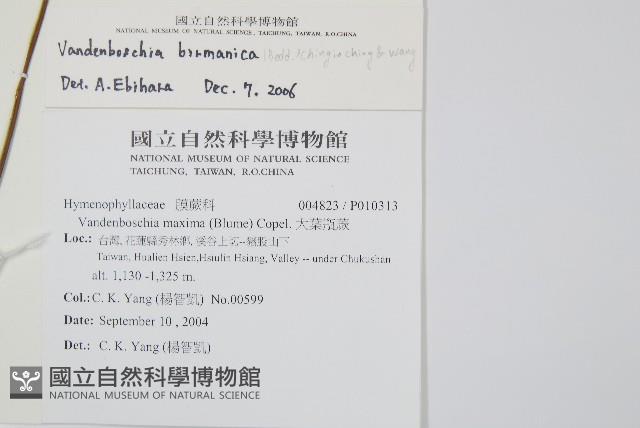 國立自然科學博物館
NATIONAL MUSEUM OF NATURAL SCIENCE, TAICHUNG, TAIWAN, R.O.CHINA
Vandenboschia birmanica (Bedd.) Ching in Ching & Wang
Det. A. Ebihara Dec. 7. 2006
國立自然科學博物館
NATIONAL MUSEUM OF NATURAL SCIENCE
TAICHUNG, TAIWAN, R.O.CHINA
Hymenophyllaceae 膜蕨科 004823 / P010313
Vandenboschia maxima (Blume) Copel. 大葉瓶蕨
Loc.: 台灣, 花蓮縣秀林鄉, 溪谷上
Taiwan, Hualien Hsien,Hsiulin Hsiang, Valley -- under Chukushan
alt. 1,130 -1,325 m.
Col.: C. K. Yang (楊智凱) No.00599
Date: September 10 , 2004
Det.: C. K. Yang (楊智凱)
國立自然科學博物館
NATIONAL MUSEUM OF NATURAL SCIENCE